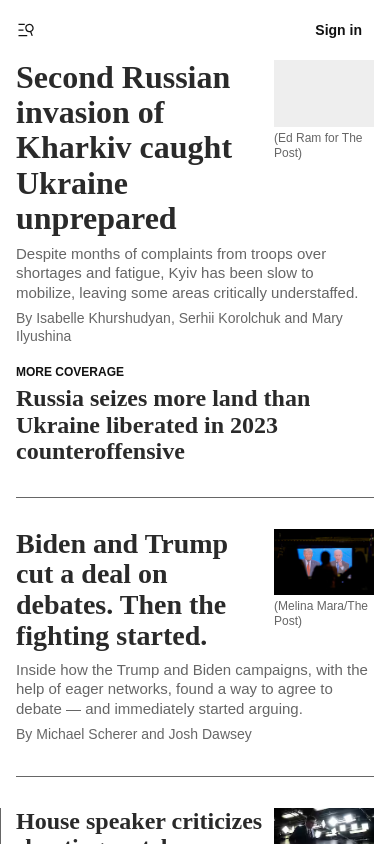 Sign in
Second Russian
invasion of
Kharkiv caught
Ukraine
unprepared
(Ed Ram for The
Post)
Despite months of complaints from troops over
shortages and fatigue, Kyiv has been slow to
mobilize, leaving some areas critically understaffed.
By Isabelle Khurshudyan, Serhii Korolchuk and Mary
Ilyushina
MORE COVERAGE
Russia seizes more land than
Ukraine liberated in 2023
counteroffensive
Biden and Trump
cut a deal on
debates. Then the
fighting started.
(Melina Mara/The
Post)
Inside how the Trump and Biden campaigns, with the
help of eager networks, found a way to agree to
debate — and immediately started arguing.
By Michael Scherer and Josh Dawsey
House speaker criticizes